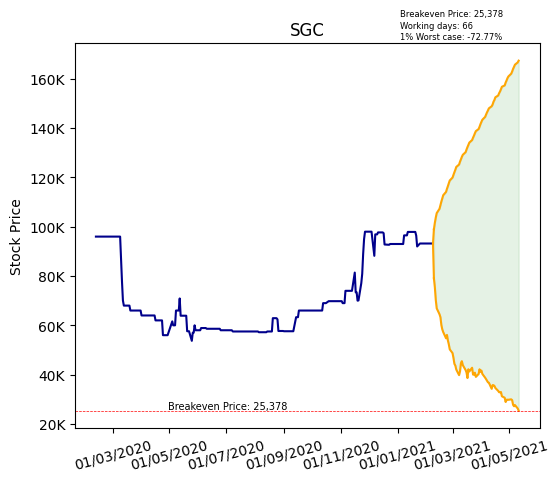 Breakeven Price: 25,378
Working days: 66
1% Worst case: -72.77%
SGC
Stock Price
160K
140K
120K
100K
80K
60K
40K
20K
Breakeven Price: 25,378
01/03/2020
01/05/2020
01/07/2020
01/09/2020
01/11/2020
01/01/2021
01/03/2021
01/05/2021